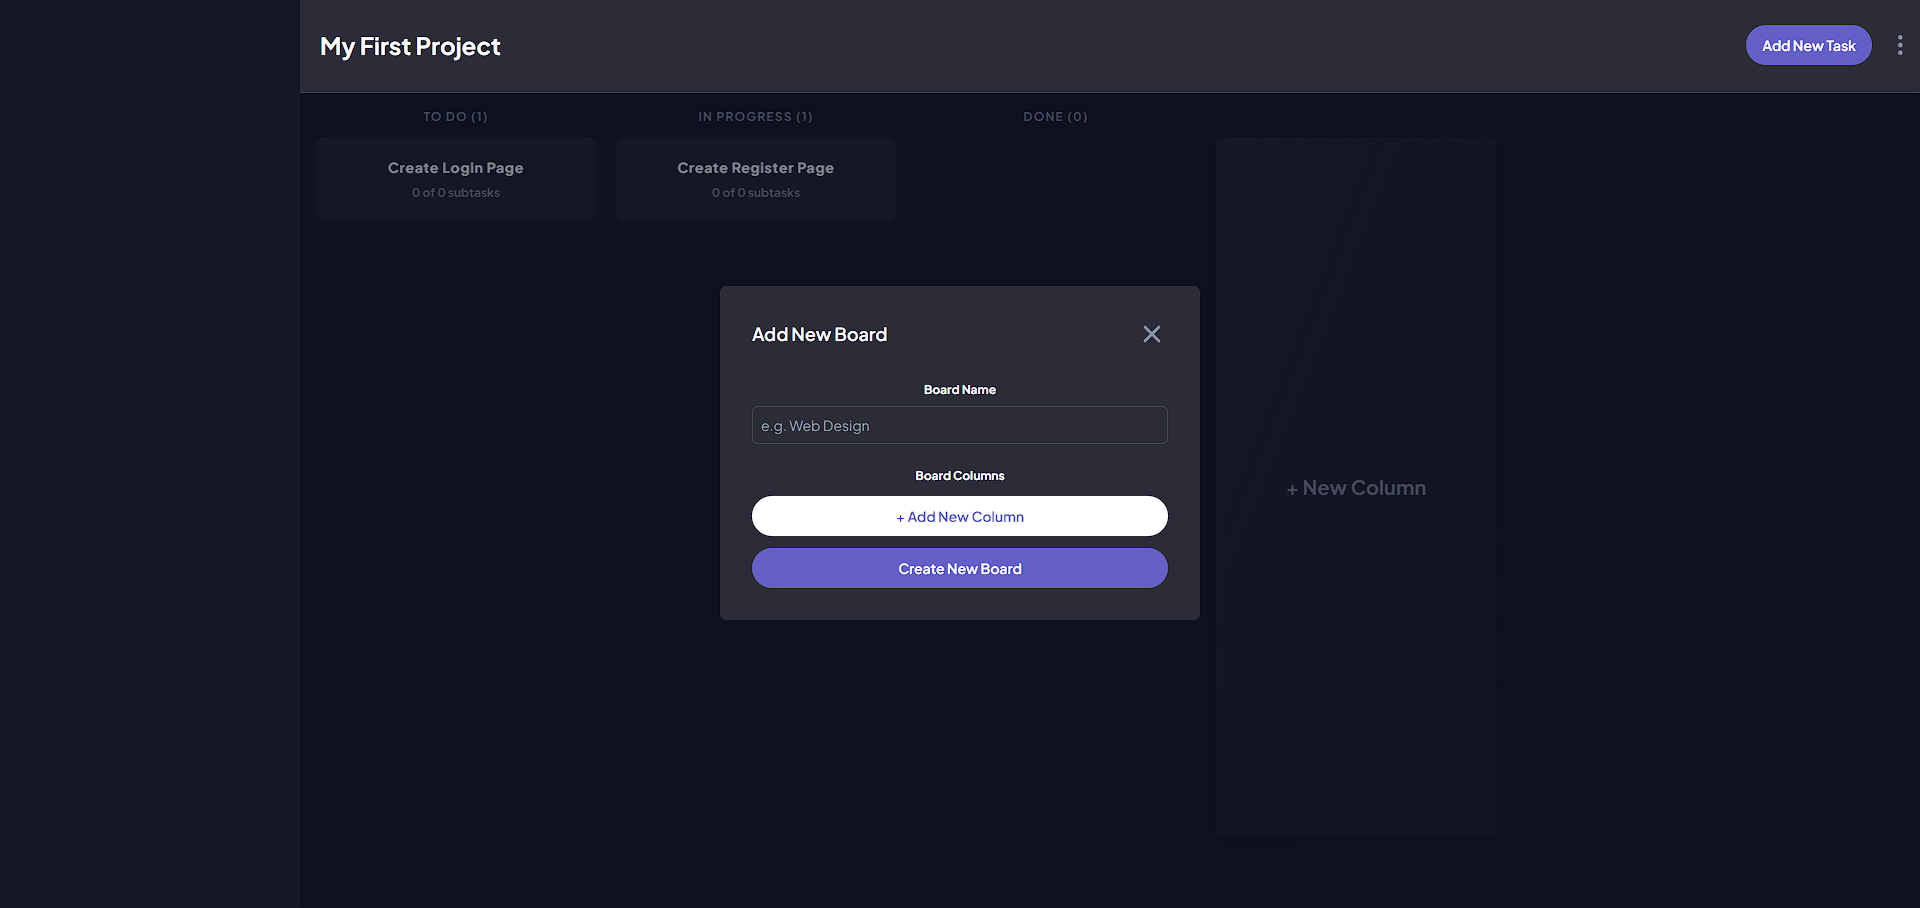 My First Project
Add New Task
TO DO (1)
IN PROGRESS (1)
DONE (0)
Create Login Page
0 of 0 subtasks
Create Register Page
0 of 0 subtasks
+ New Column
Add New Board
Board Name
e.g. Web Design
Board Columns
+ Add New Column
Create New Board